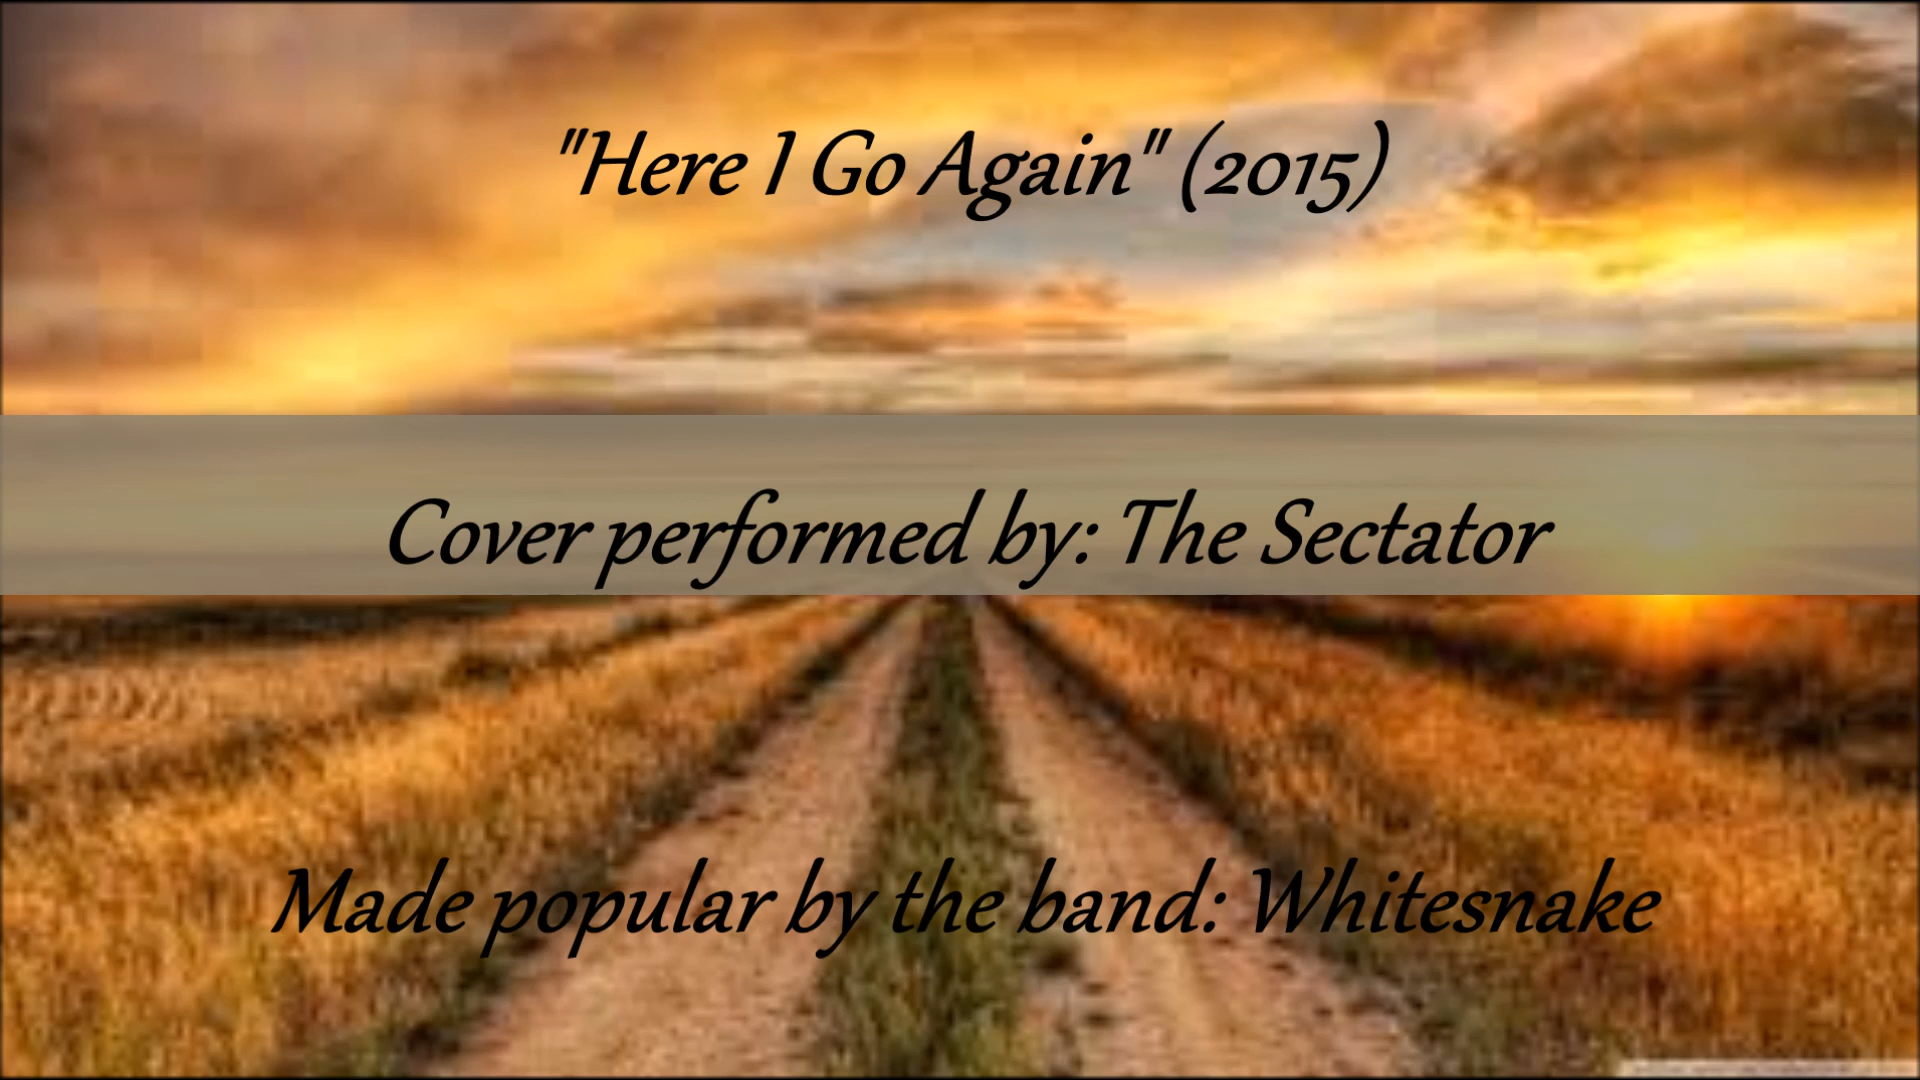 "Here I Go Again" (2015)
Cover performed by: The Sectator
Made popular by the band: Whitesnake